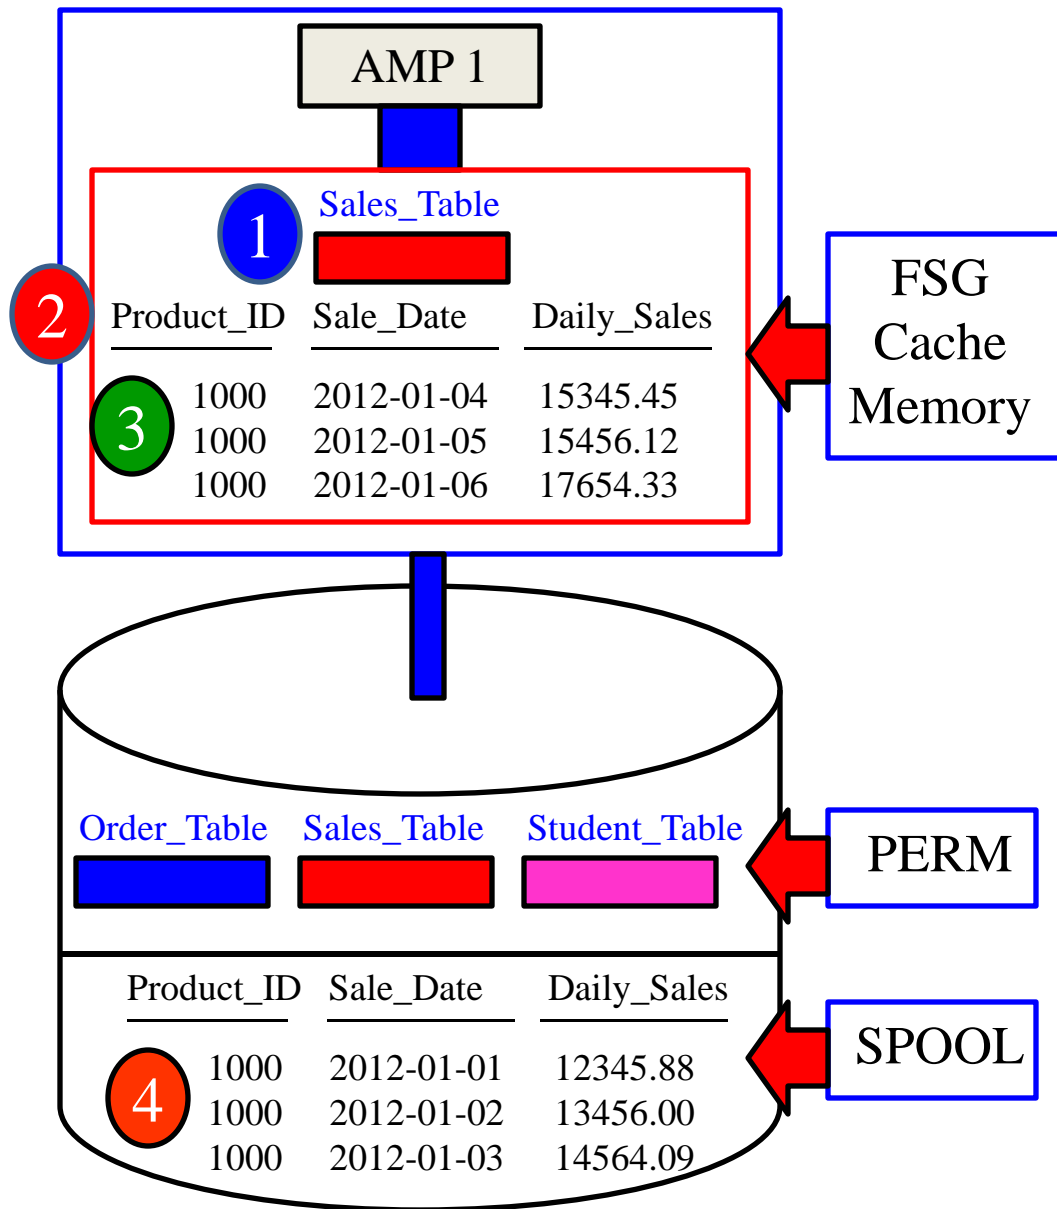 AMP 1
1
Sales_Table
2
Product_ID Sale_Date Daily_Sales
3
1000 2012-01-04 15345.45
1000 2012-01-05 15456.12
1000 2012-01-06 17654.33
FSG
Cache
Memory
Order_Table Sales_Table Student_Table
PERM
Product_ID Sale_Date Daily_Sales
4
1000 2012-01-01 12345.88
1000 2012-01-02 13456.00
1000 2012-01-03 14564.09
SPOOL